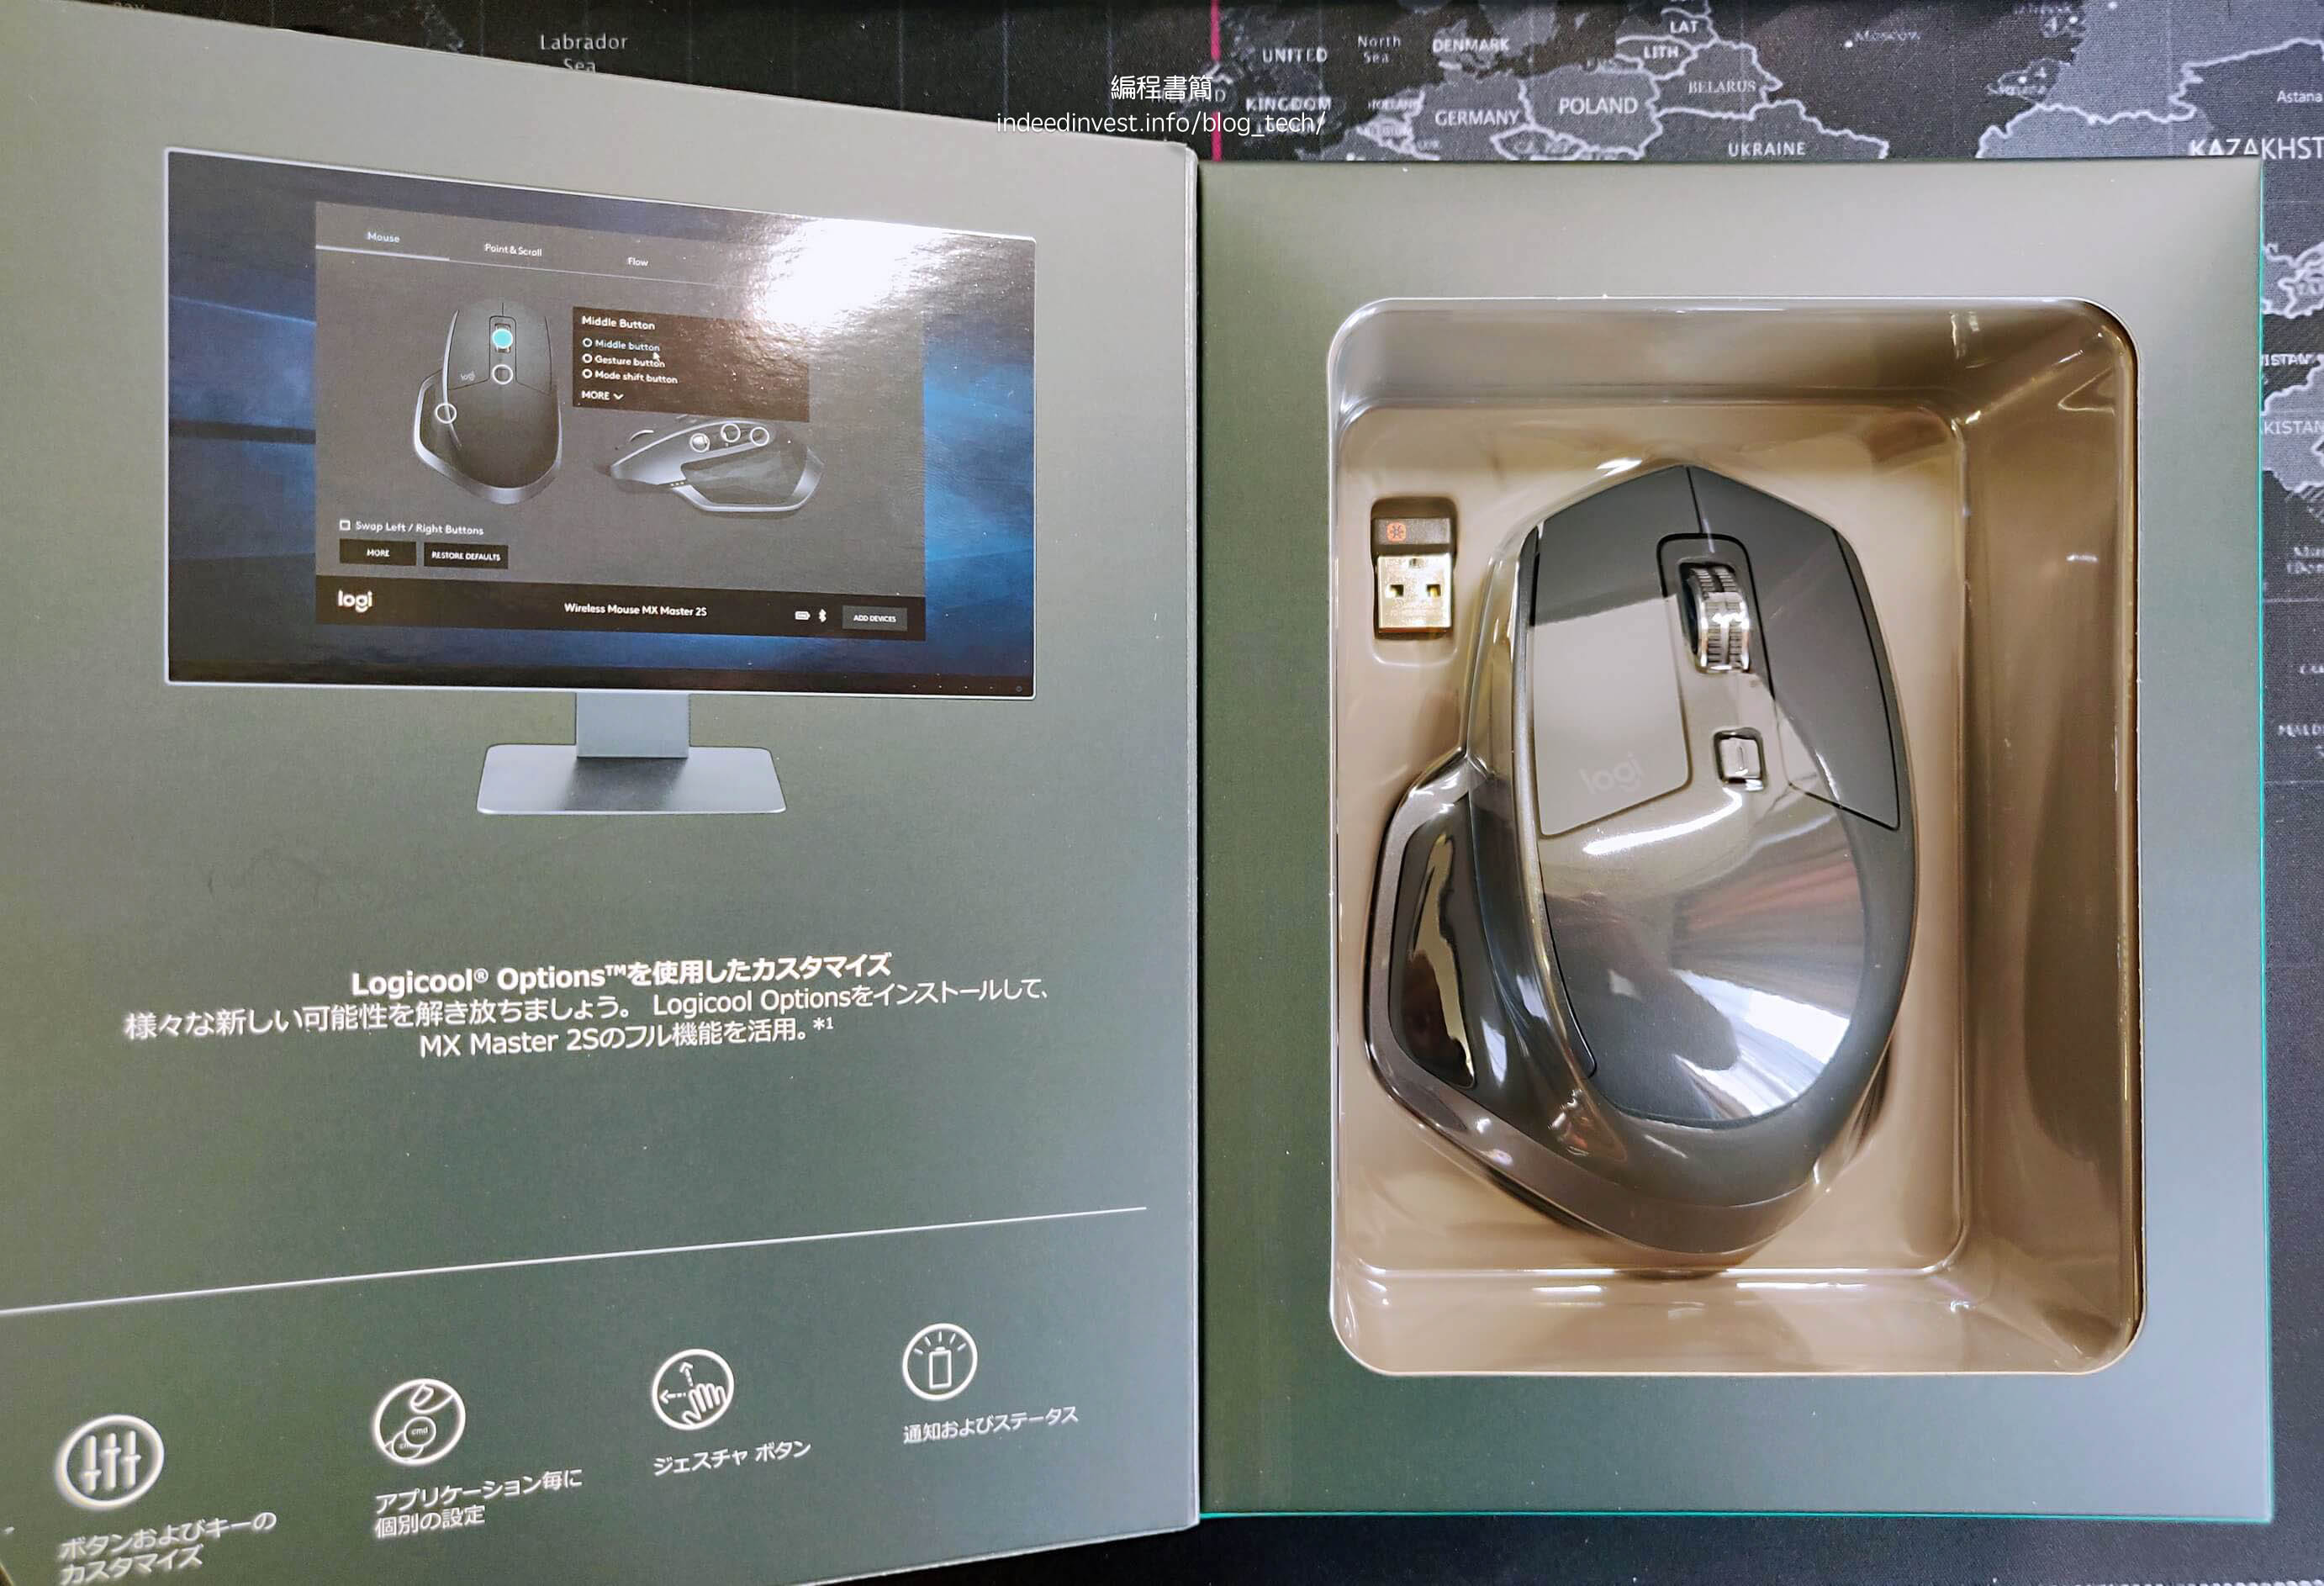 Labrador
Sea
編程書簡
indeedinvest.info/blog_tech/
UNITED
KINGDOM
North
Sea
DENMARK
LAT
LITH
Moscow
BELARUS
GERMANY
POLAND
UKRAINE
Astana
KAZAKHST
KISTAN
Mouse
Point & Scroll
Flow
Middle Button
Middle button
Gesture button
Mode shift button
MORE
logi
Swap Left / Right Buttons
MORE
RESTORE DEFAULTS
logi
Wireless Mouse MX Master 2S
ADD DEVICES
logi
Logicool® Options™を使用したカスタマイズ
様々な新しい可能性を解き放ちましょう。 Logicool Optionsをインストールして、
MX Master 2Sのフル機能を活用。*1
ボタンおよびキーの
カスタマイズ
cmd
アプリケーション毎に
個別の設定
ジェスチャ ボタン
通知およびステータス